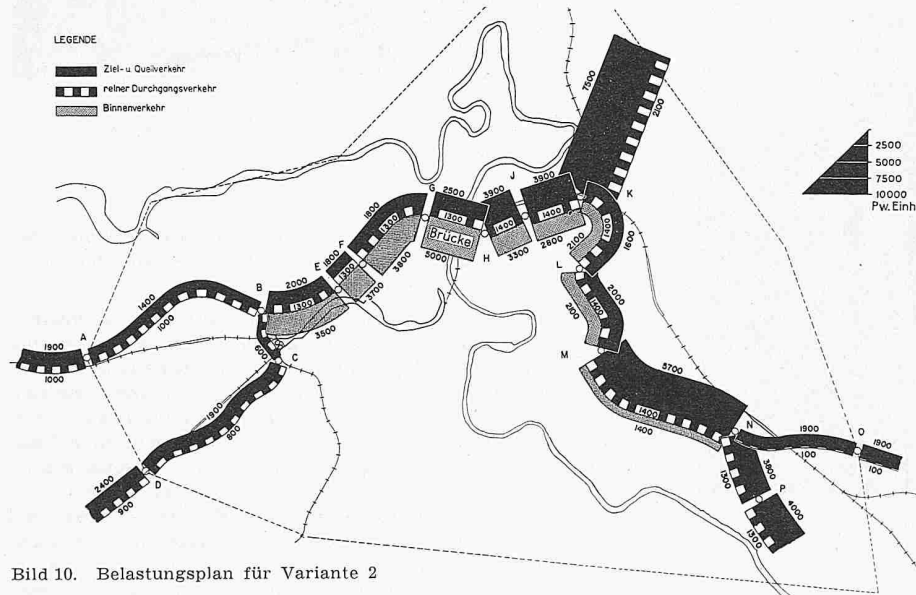 LEGENDE
Ziel- u. Quellverkehr
reiner Durchgangsverkehr
Binnenverkehr
7500
2100
2500
5000
7500
10000
Pw. Einh
G
2500
1300
Brücke
5000
H
3900
1400
3300
J
3900
1400
2800
K
1600
2100
L
2000
1400
2100
M
5700
1400
1400
N
1900
100
O
1900
100
3800
1300
P
4000
1300
F
1800
1300
3800
E
1800
1300
3700
B
2000
1300
3500
600
C
A
1400
1000
1900
1000
1900
800
D
2400
900
Bild 10. Belastungsplan für Variante 2